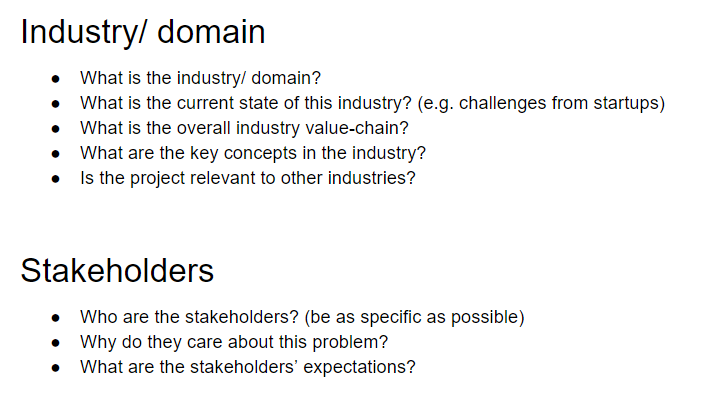 Industry/ domain
● What is the industry/ domain?
● What is the current state of this industry? (e.g. challenges from startups)
● What is the overall industry value-chain?
● What are the key concepts in the industry?
● Is the project relevant to other industries?
Stakeholders
● Who are the stakeholders? (be as specific as possible)
● Why do they care about this problem?
● What are the stakeholders’ expectations?